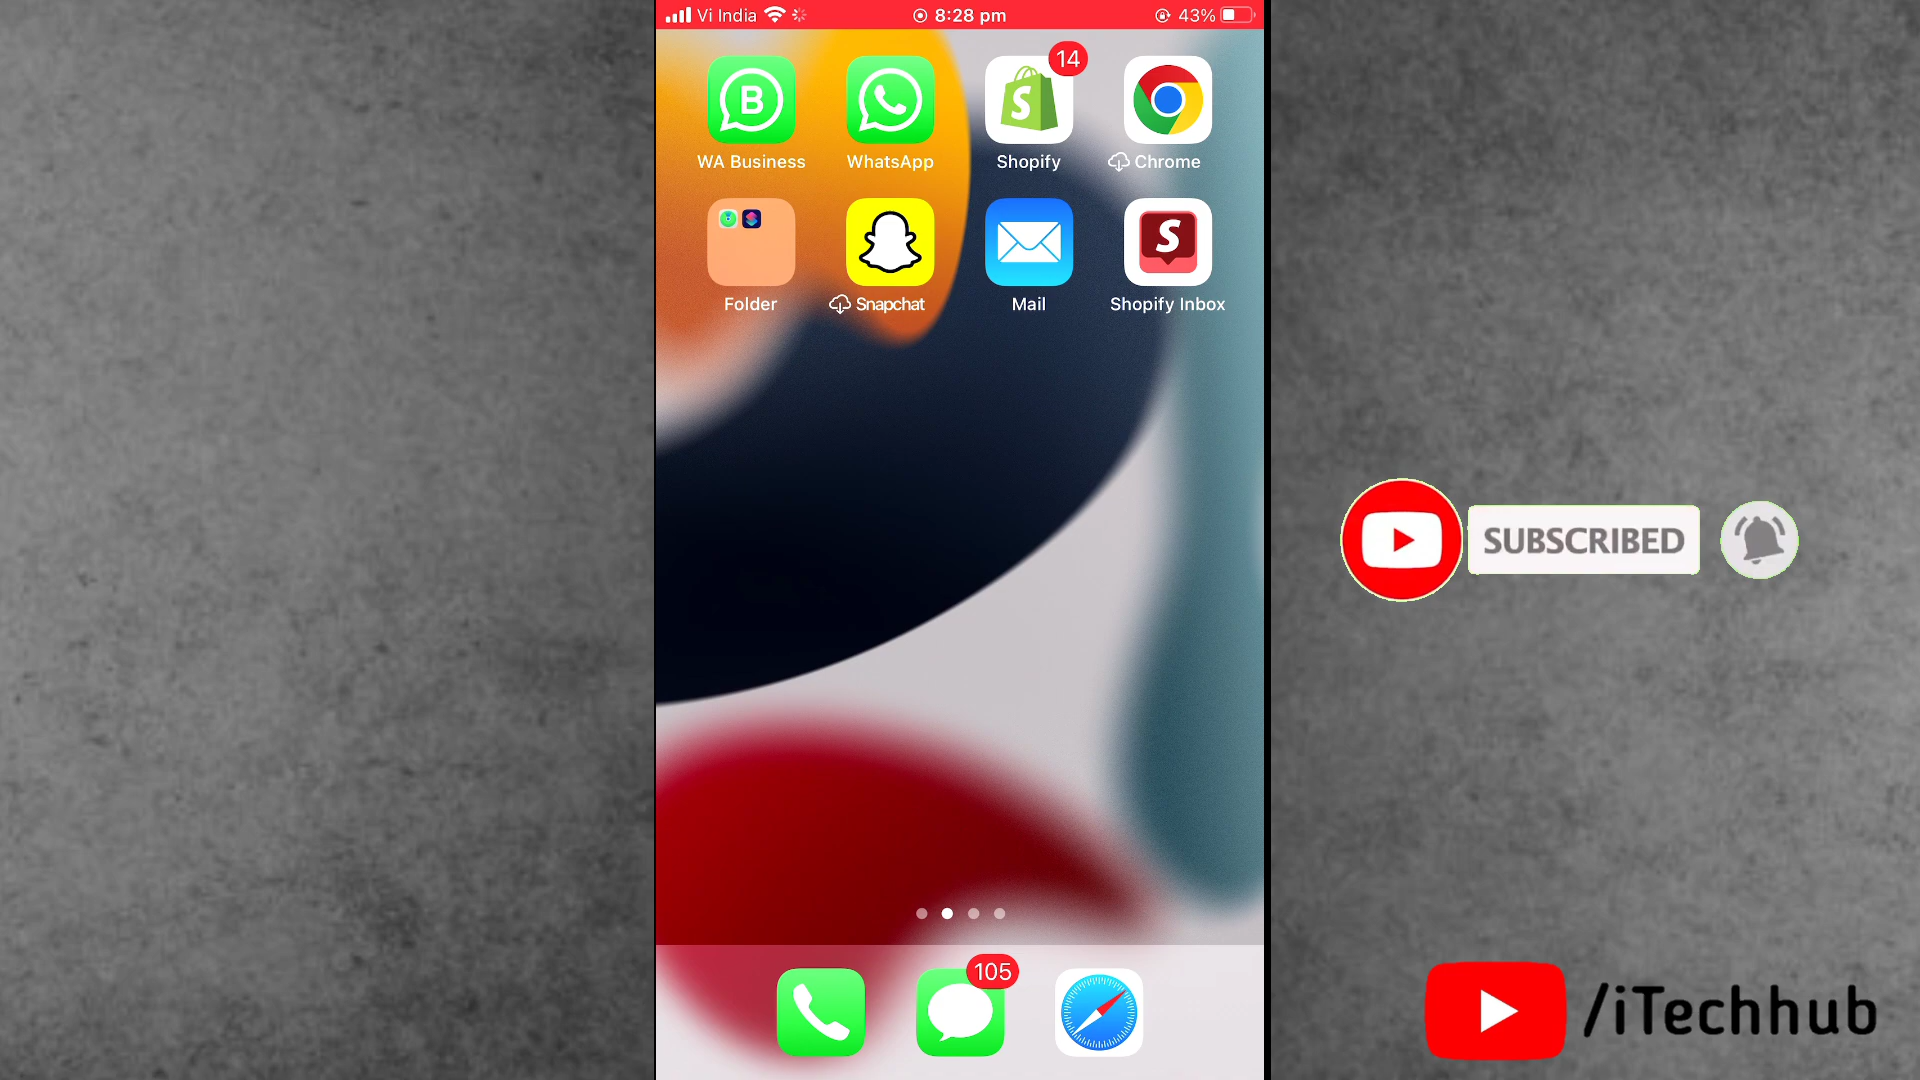 Vi India 8:28 pm 43%
14
WA Business WhatsApp Shopify Chrome
Folder Snapchat Mail Shopify Inbox
SUBSCRIBED
105
/iTechhub